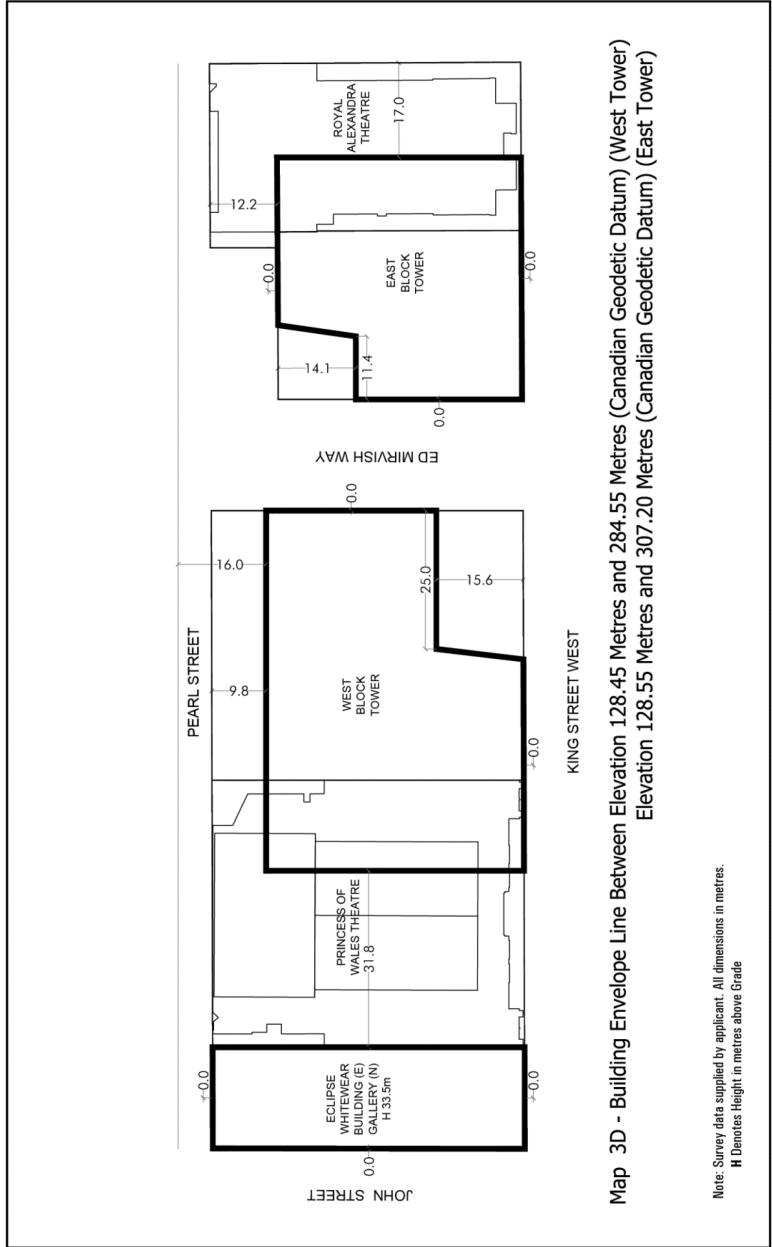 JOHN STREET
0.0
0.0
ECLIPSE
WHITEWEAR
BUILDING (E)
GALLERY (N)
H 33.5m
0.0
PRINCESS OF
WALES THEATRE
31.8
PEARL STREET
9.8
16.0
WEST
BLOCK
TOWER
0.0
25.0
15.6
0.0
KING STREET WEST
ED MIRVISH WAY
0.0
14.1
11.4
0.0
12.2
EAST
BLOCK
TOWER
0.0
ROYAL
ALEXANDRA
THEATRE
17.0
Map 3D - Building Envelope Line Between Elevation 128.45 Metres and 284.55 Metres (Canadian Geodetic Datum) (West Tower)
Elevation 128.55 Metres and 307.20 Metres (Canadian Geodetic Datum) (East Tower)
Note: Survey data supplied by applicant. All dimensions in metres.
H Denotes Height in metres above Grade